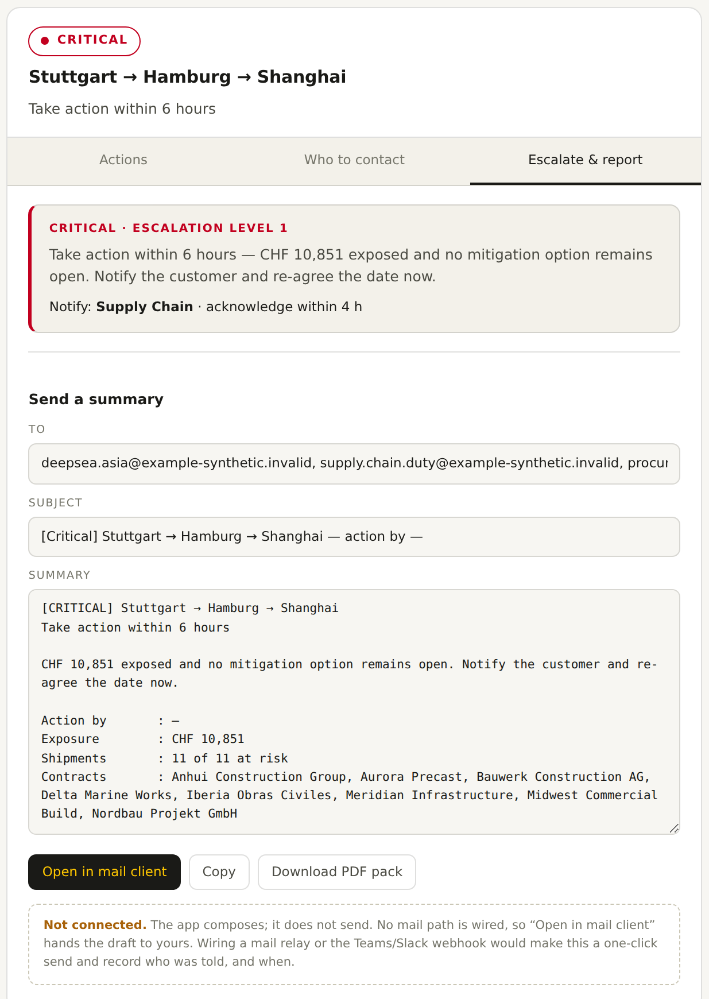 CRITICAL
Stuttgart → Hamburg → Shanghai
Take action within 6 hours
Actions
Who to contact
Escalate & report
CRITICAL · ESCALATION LEVEL 1
Take action within 6 hours — CHF 10,851 exposed and no mitigation option remains
open. Notify the customer and re-agree the date now.
Notify: Supply Chain · acknowledge within 4 h
Send a summary
TO
deepsea.asia@example-synthetic.invalid, supply.chain.duty@example-synthetic.invalid,
SUBJECT
[Critical] Stuttgart → Hamburg → Shanghai — action by —
SUMMARY
[CRITICAL] Stuttgart → Hamburg → Shanghai
Take action within 6 hours
CHF 10,851 exposed and no mitigation option remains open. Notify the customer and re-
agree the date now.
Action by : —
Exposure : CHF 10,851
Shipments : 11 of 11 at risk
Contracts : Anhui Construction Group, Aurora Precast, Bauwerk Construction AG,
Delta Marine Works, Iberia Obras Civiles, Meridian Infrastructure, Midwest Commercial
Build, Nordbau Projekt GmbH
Open in mail client
Copy
Download PDF pack
Not connected. The app composes; it does not send. No mail path is wired, so “Open in mail client”
hands the draft to yours. Wiring a mail relay or the Teams/Slack webhook would make this a one-click
send and record who was told, and when.